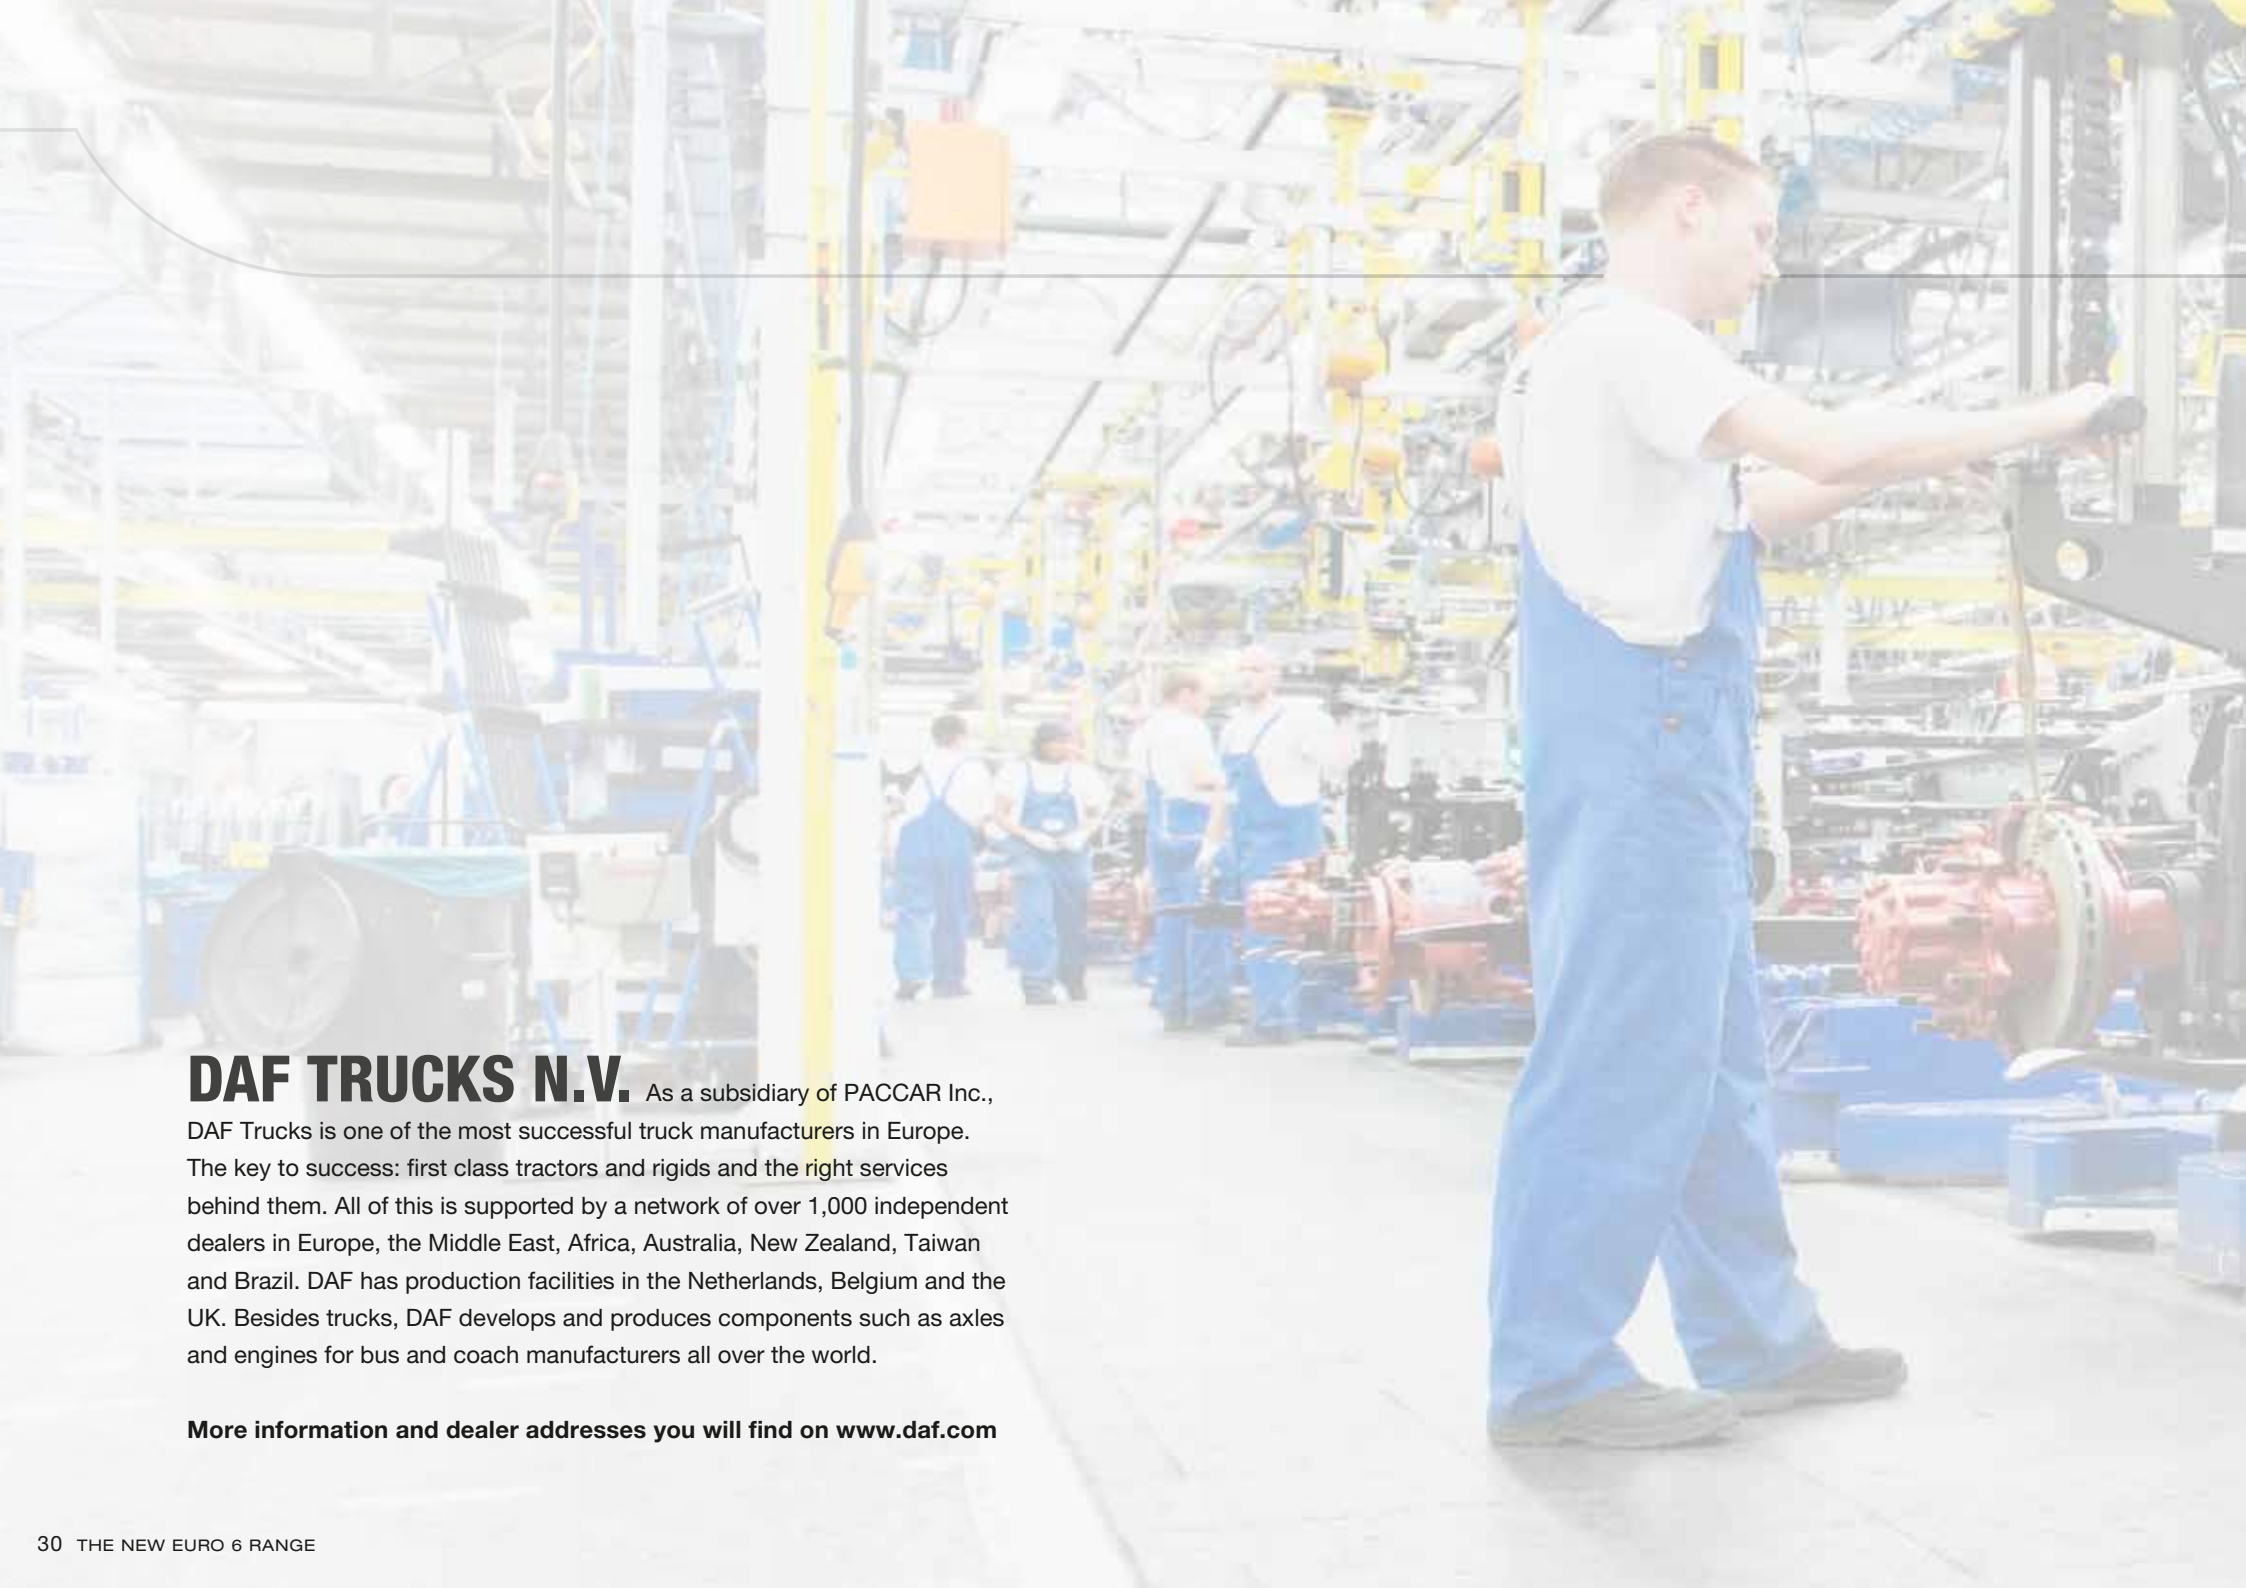 DAF TRUCKS N.V. As a subsidiary of PACCAR Inc.,
DAF Trucks is one of the most successful truck manufacturers in Europe.
The key to success: first class tractors and rigids and the right services
behind them. All of this is supported by a network of over 1,000 independent
dealers in Europe, the Middle East, Africa, Australia, New Zealand, Taiwan
and Brazil. DAF has production facilities in the Netherlands, Belgium and the
UK. Besides trucks, DAF develops and produces components such as axles
and engines for bus and coach manufacturers all over the world.
More information and dealer addresses you will find on www.daf.com
30 THE NEW EURO 6 RANGE